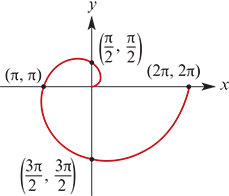 y
(π/2, π/2)
(π, π)
(2π, 2π)
x
(3π/2, 3π/2)